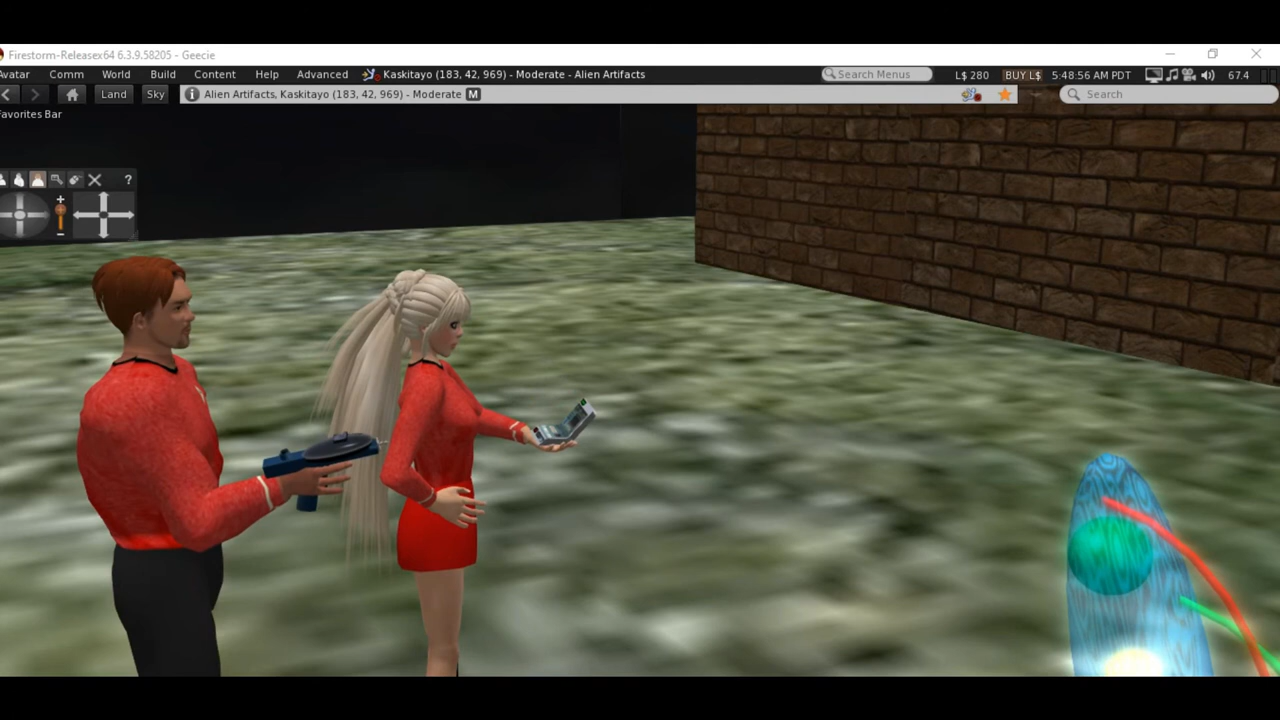 Firestorm-Releasex64 6.3.9.58205 - Geecie
Avatar Comm World Build Content Help Advanced Kaskitayo (183, 42, 969) - Moderate - Alien Artifacts Search Menus L$ 280 BUY L$ 5:48:56 AM PDT 67.4
Land Sky Alien Artifacts, Kaskitayo (183, 42, 969) - Moderate M Search
Favorites Bar
?